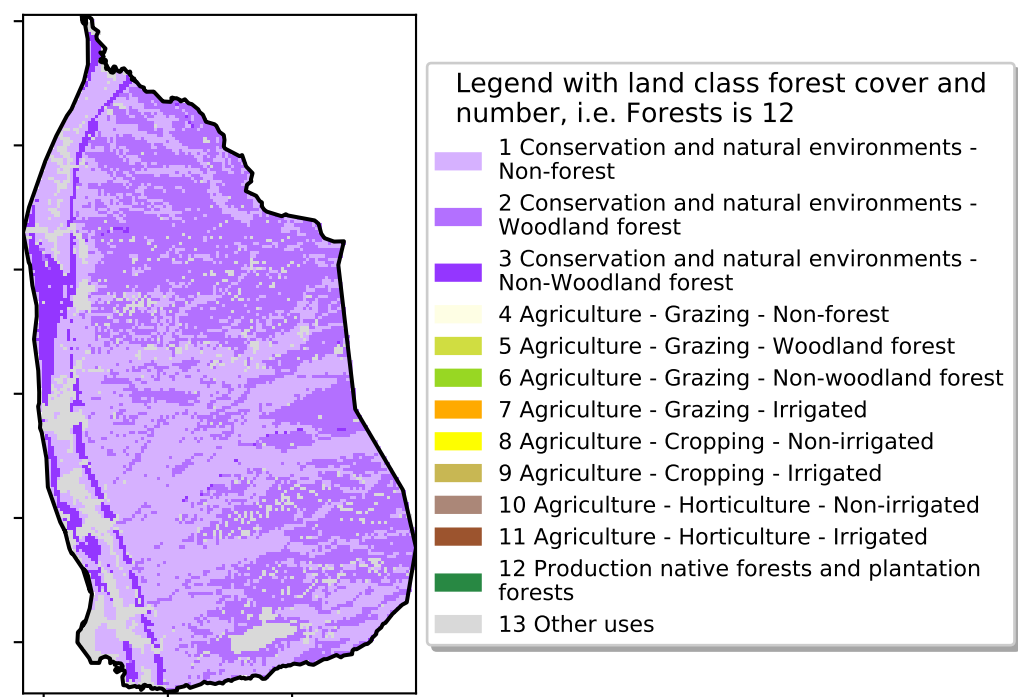 Legend with land class forest cover and
number, i.e. Forests is 12
1 Conservation and natural environments -
Non-forest
2 Conservation and natural environments -
Woodland forest
3 Conservation and natural environments -
Non-Woodland forest
4 Agriculture - Grazing - Non-forest
5 Agriculture - Grazing - Woodland forest
6 Agriculture - Grazing - Non-woodland forest
7 Agriculture - Grazing - Irrigated
8 Agriculture - Cropping - Non-irrigated
9 Agriculture - Cropping - Irrigated
10 Agriculture - Horticulture - Non-irrigated
11 Agriculture - Horticulture - Irrigated
12 Production native forests and plantation
forests
13 Other uses